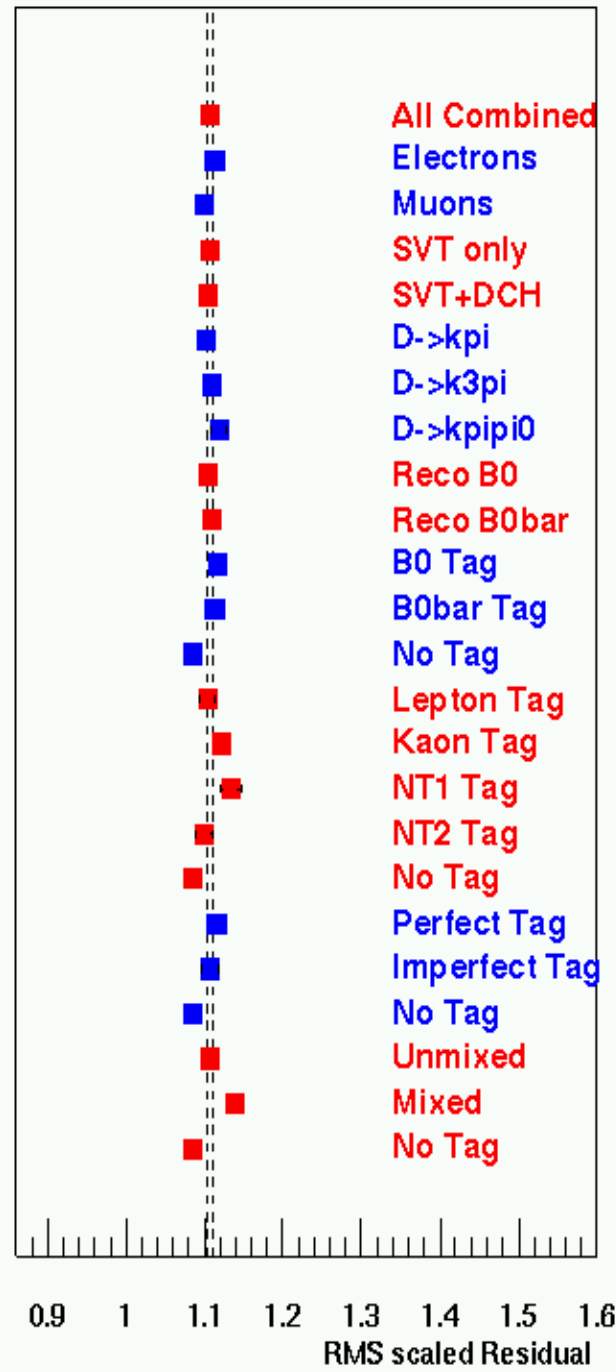 All Combined
Electrons
Muons
SVT only
SVT+DCH
D->kpi
D->k3pi
D->kpipi0
Reco B0
Reco B0bar
B0 Tag
B0bar Tag
No Tag
Lepton Tag
Kaon Tag
NT1 Tag
NT2 Tag
No Tag
Perfect Tag
Imperfect Tag
No Tag
Unmixed
Mixed
No Tag
0.9 1 1.1 1.2 1.3 1.4 1.5 1.6
RMS scaled Residual